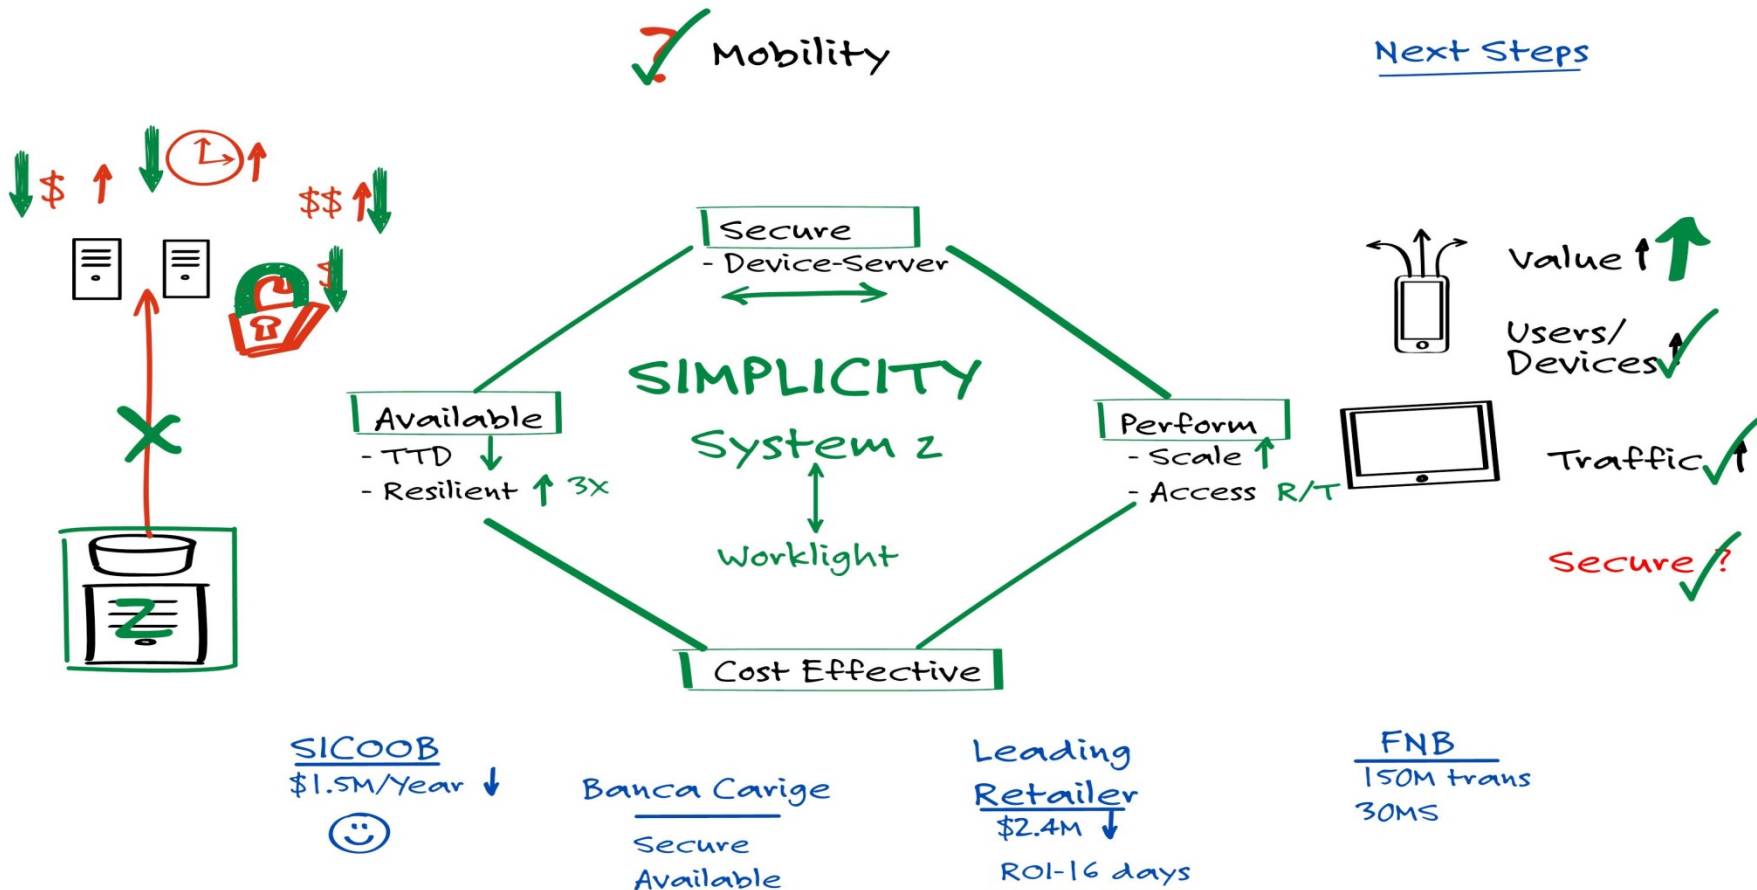 ? Mobility
Next Steps
$
$$
$
Secure
- Device-Server
Value
Users/
Devices
SIMPLICITY
System z
Worklight
Available
- TTD
- Resilient 3X
Perform
- Scale
- Access R/T
Traffic
Secure ?
Z
Cost Effective
SICOOB
$1.5M/Year
Banca Carige
Secure
Available
Leading
Retailer
$2.4M
ROI-16 days
FNB
150M trans
30MS